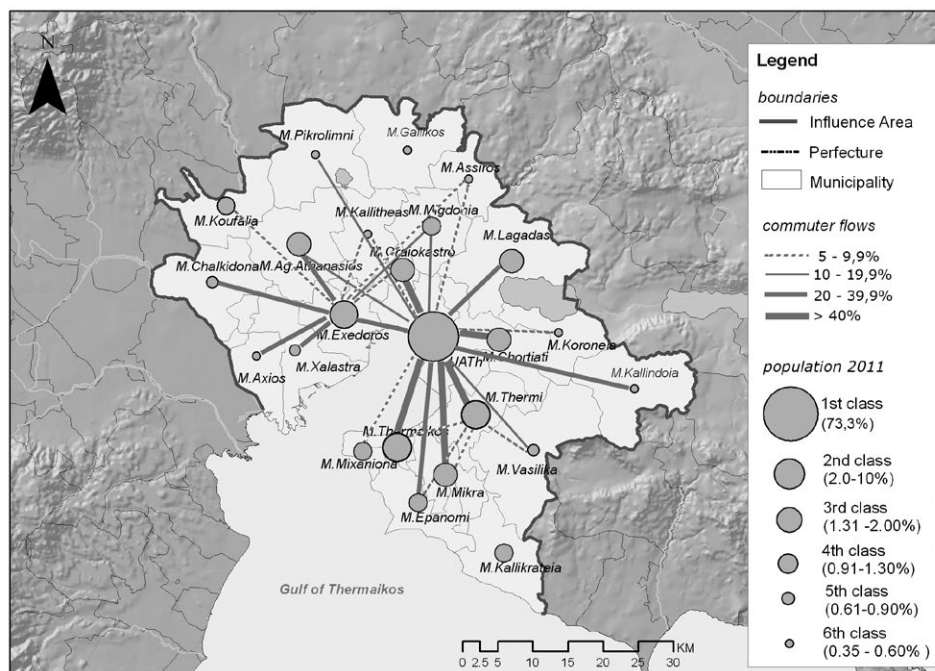 N
M.Pikrolimni
M.Gallikos
M.Assiros
M.Koufalia
M.Kallitheas
M.Migdonia
M.Lagadas
M.Chalkidona
M.Ag.Athanasios
M.Oraiokastro
M.Exedoros
M.Koroneia
M.Chortiati
UATh
M.Axios
M.Xalastra
M.Kallindoia
M.Thermi
M.Thermaikos
M.Mixaniona
M.Vasilika
M.Mikra
M.Epanomi
M.Kallikrateia
Gulf of Thermaikos
0 2.5 5 10 15 20 25 30 KM
Legend
boundaries
Influence Area
Perfecture
Municipality
commuter flows
5 - 9,9%
10 - 19,9%
20 - 39,9%
> 40%
population 2011
1st class
(73,3%)
2nd class
(2.0-10%)
3rd class
(1.31 -2.00%)
4th class
(0.91-1.30%)
5th class
(0.61-0.90%)
6th class
(0.35 - 0.60% )